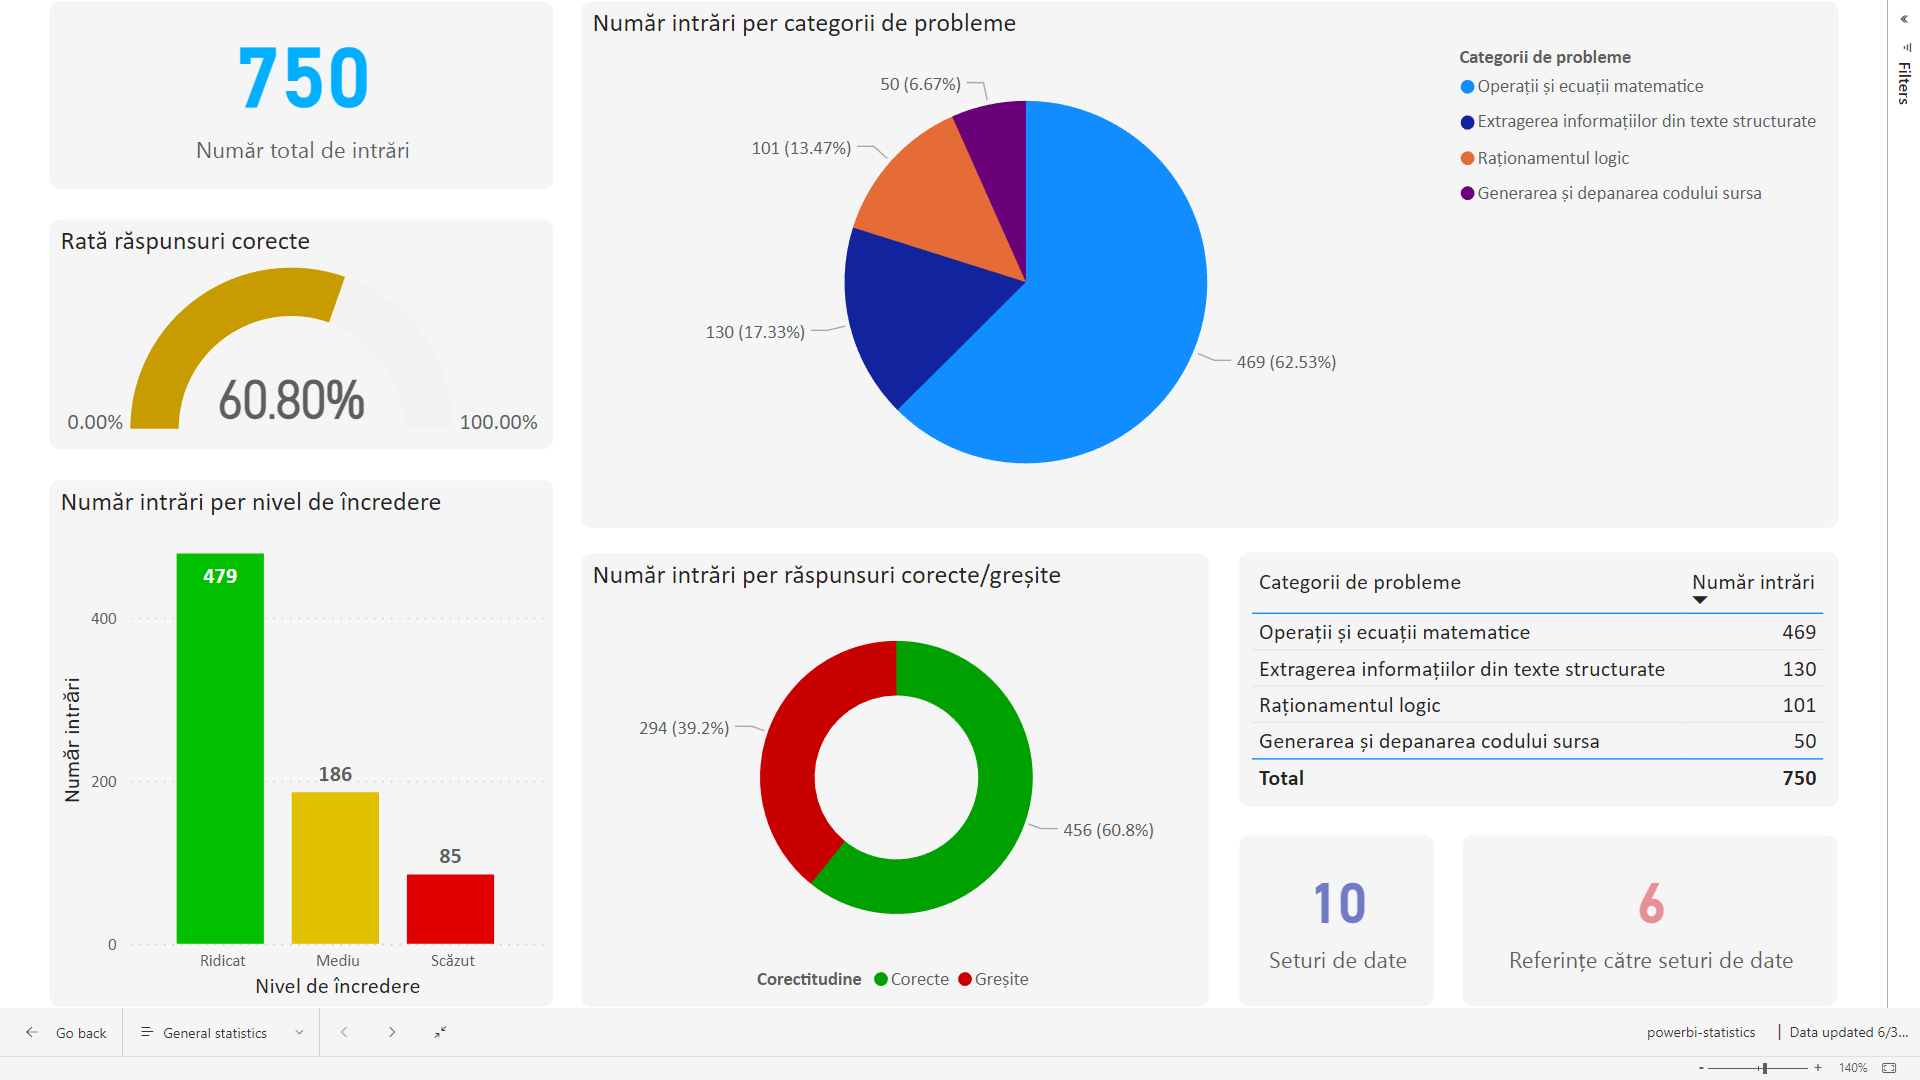 750
Număr total de intrări
Rată răspunsuri corecte
60.80%
0.00%
100.00%
Număr intrări per nivel de încredere
Număr intrări
400
200
0
479
186
85
Ridicat
Mediu
Scăzut
Nivel de încredere
Număr intrări per categorii de probleme
50 (6.67%)
101 (13.47%)
130 (17.33%)
469 (62.53%)
Categorii de probleme
Operații și ecuații matematice
Extragerea informațiilor din texte structurate
Raționamentul logic
Generarea și depanarea codului sursa
Număr intrări per răspunsuri corecte/greșite
294 (39.2%)
456 (60.8%)
Corectitudine Corecte Greșite
Categorii de probleme Număr intrări
Operații și ecuații matematice 469
Extragerea informațiilor din texte structurate 130
Raționamentul logic 101
Generarea și depanarea codului sursa 50
Total 750
10
Seturi de date
6
Referințe către seturi de date
Filters
Go back
General statistics
powerbi-statistics | Data updated 6/3...
- + 140%